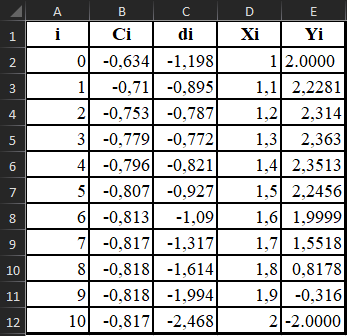 A B C D E
1 i Ci di Xi Yi
2 0 -0,634 -1,198 1 2.0000
3 1 -0,71 -0,895 1,1 2,2281
4 2 -0,753 -0,787 1,2 2,314
5 3 -0,779 -0,772 1,3 2,363
6 4 -0,796 -0,821 1,4 2,3513
7 5 -0,807 -0,927 1,5 2,2456
8 6 -0,813 -1,09 1,6 1,9999
9 7 -0,817 -1,317 1,7 1,5518
10 8 -0,818 -1,614 1,8 0,8178
11 9 -0,818 -1,994 1,9 -0,316
12 10 -0,817 -2,468 2 -2.0000